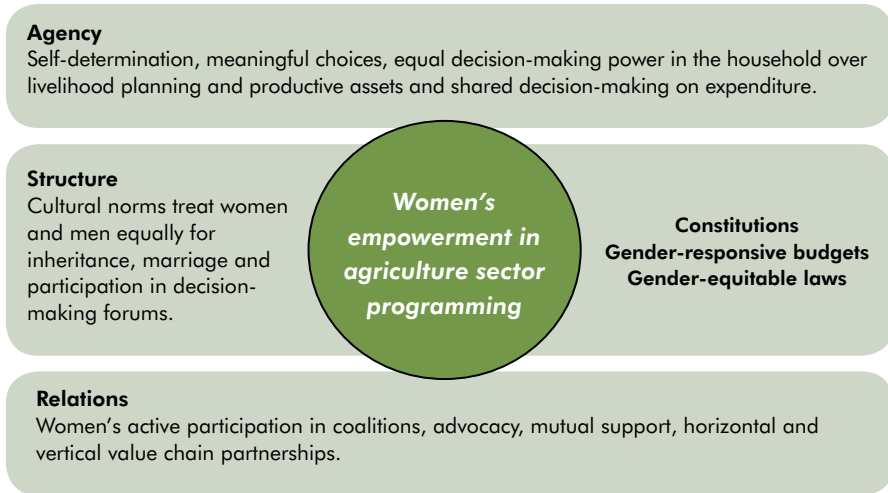 Agency
Self-determination, meaningful choices, equal decision-making power in the household over
livelihood planning and productive assets and shared decision-making on expenditure.
Structure
Cultural norms treat women
and men equally for
inheritance, marriage and
participation in decision-
making forums.
Women’s
empowerment in
agriculture sector
programming
Constitutions
Gender-responsive budgets
Gender-equitable laws
Relations
Women’s active participation in coalitions, advocacy, mutual support, horizontal and
vertical value chain partnerships.